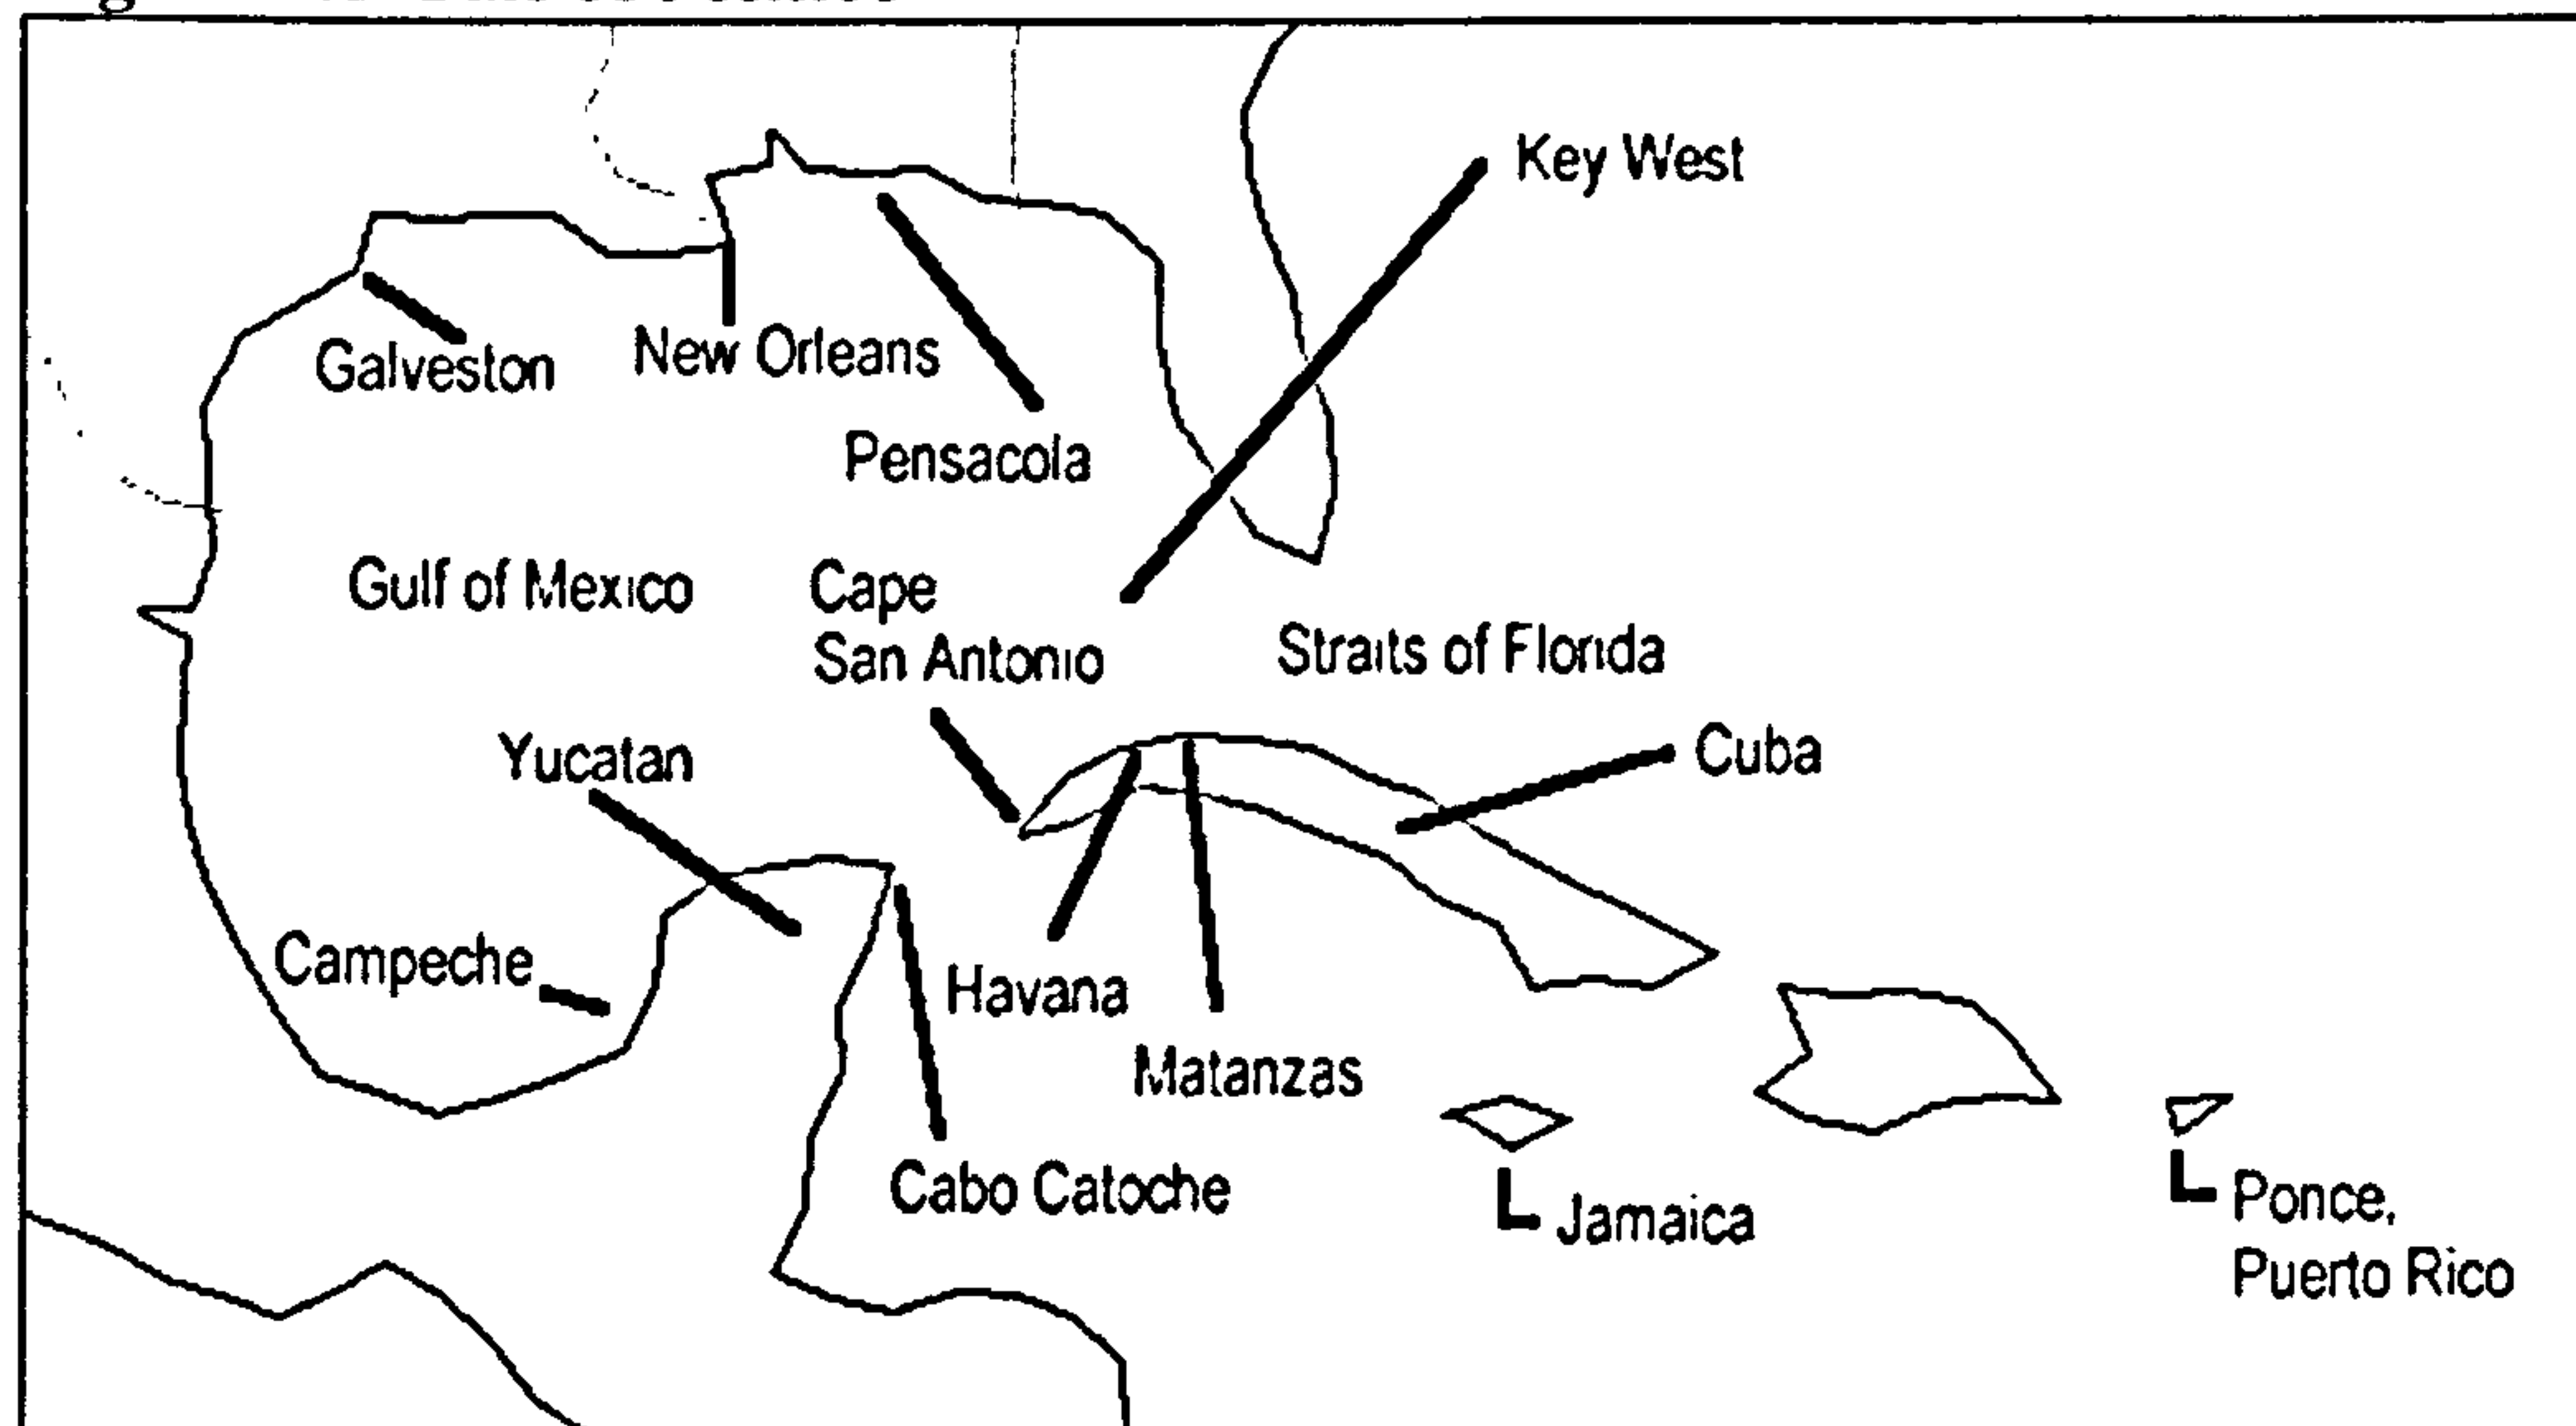 Key West
New Orleans
Galveston
Pensacola
Gulf of Mexico
Cape
San Antonio
Straits of Florida
Yucatan
Cuba
Campeche
Havana
Matanzas
Cabo Catoche
Jamaica
Ponce,
Puerto Rico